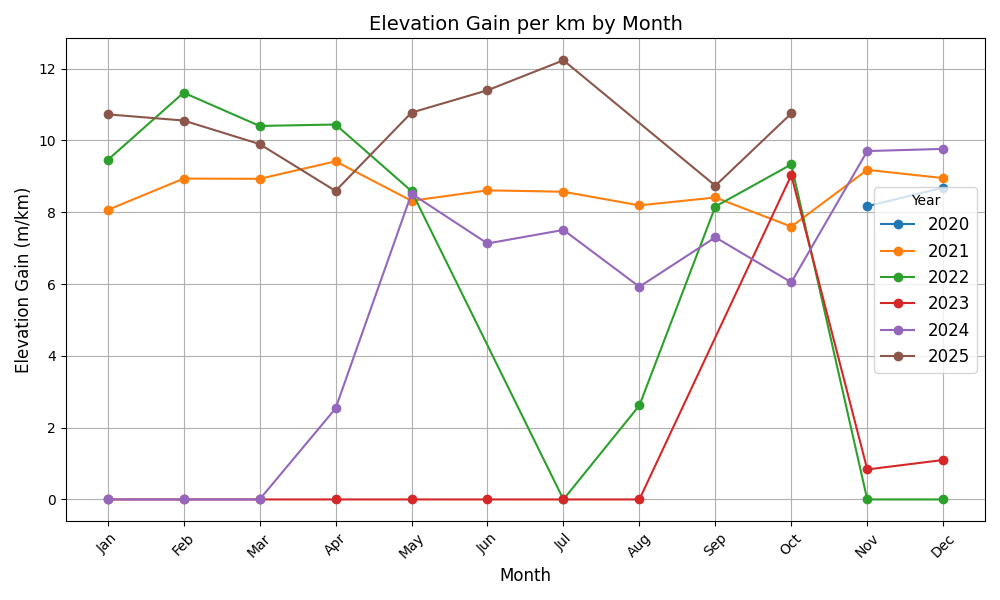 Elevation Gain per km by Month
Elevation Gain (m/km)
12
10
8
6
4
2
0
Jan
Feb
Mar
Apr
May
Jun
Jul
Aug
Sep
Oct
Nov
Dec
Month
Year
2020
2021
2022
2023
2024
2025